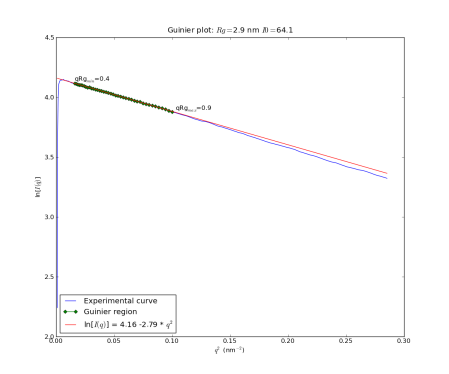 Guinier plot: Rg=2.9 nm I0=64.1
4.5
qRg_min=0.4
4.0
qRg_max=0.9
3.5
ln[I(q)]
3.0
2.5
Experimental curve
Guinier region
ln[I(q)] = 4.16 -2.79 * q²
2.0
0.00 0.05 0.10 0.15 0.20 0.25 0.30
q² (nm⁻²)